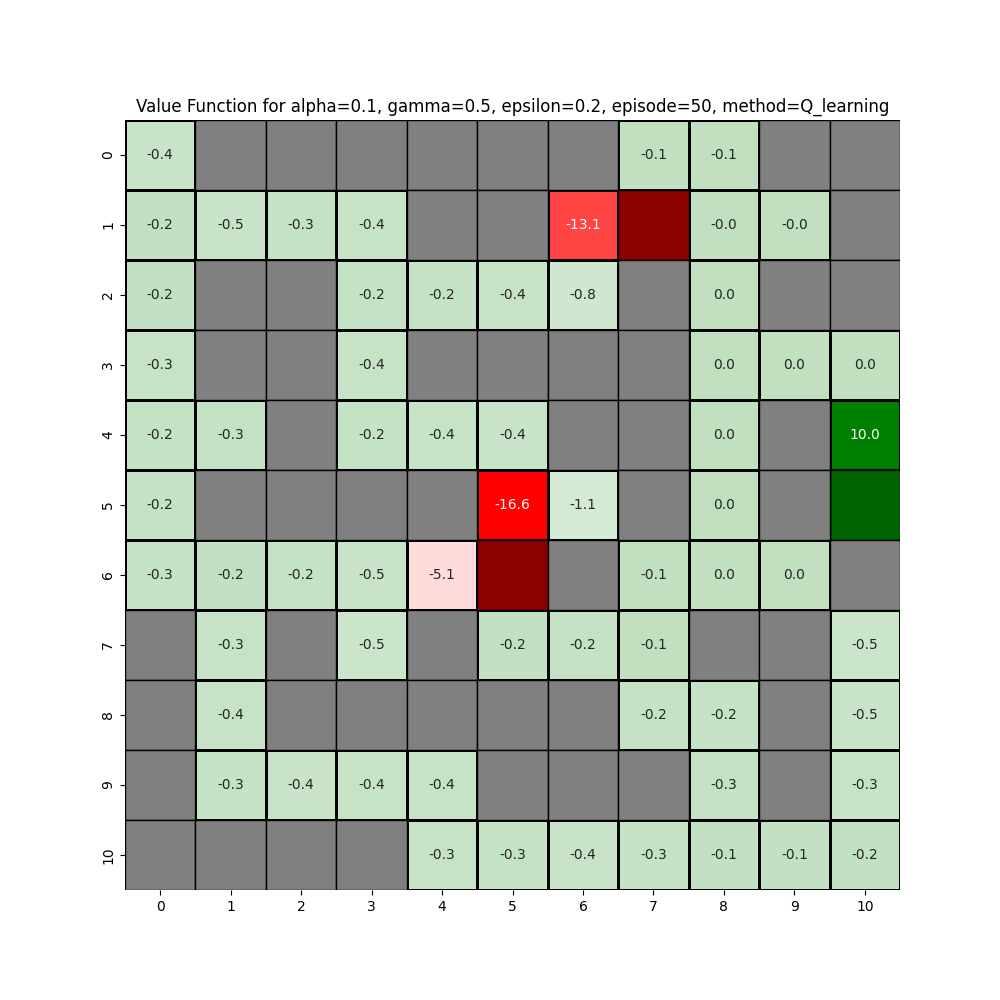 Value Function for alpha=0.1, gamma=0.5, epsilon=0.2, episode=50, method=Q_learning
0 -0.4 -0.1 -0.1
1 -0.2 -0.5 -0.3 -0.4 -13.1 -0.0 -0.0
2 -0.2 -0.2 -0.2 -0.4 -0.8 0.0
3 -0.3 -0.4 0.0 0.0 0.0
4 -0.2 -0.3 -0.2 -0.4 -0.4 0.0 10.0
5 -0.2 -16.6 -1.1 0.0
6 -0.3 -0.2 -0.2 -0.5 -5.1 -0.1 0.0 0.0
7 -0.3 -0.5 -0.2 -0.2 -0.1 -0.5
8 -0.4 -0.2 -0.2 -0.5
9 -0.3 -0.4 -0.4 -0.4 -0.3 -0.3
10 -0.3 -0.3 -0.4 -0.3 -0.1 -0.1 -0.2
0 1 2 3 4 5 6 7 8 9 10